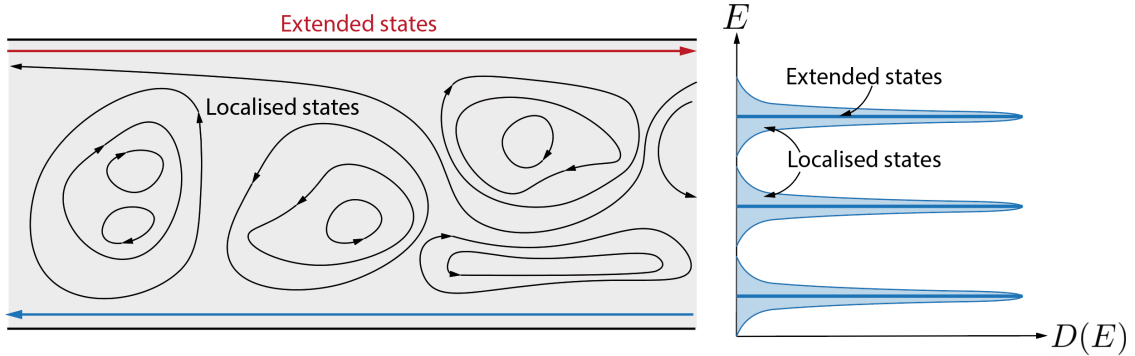 Extended states
Localised states
E
Extended states
Localised states
D(E)